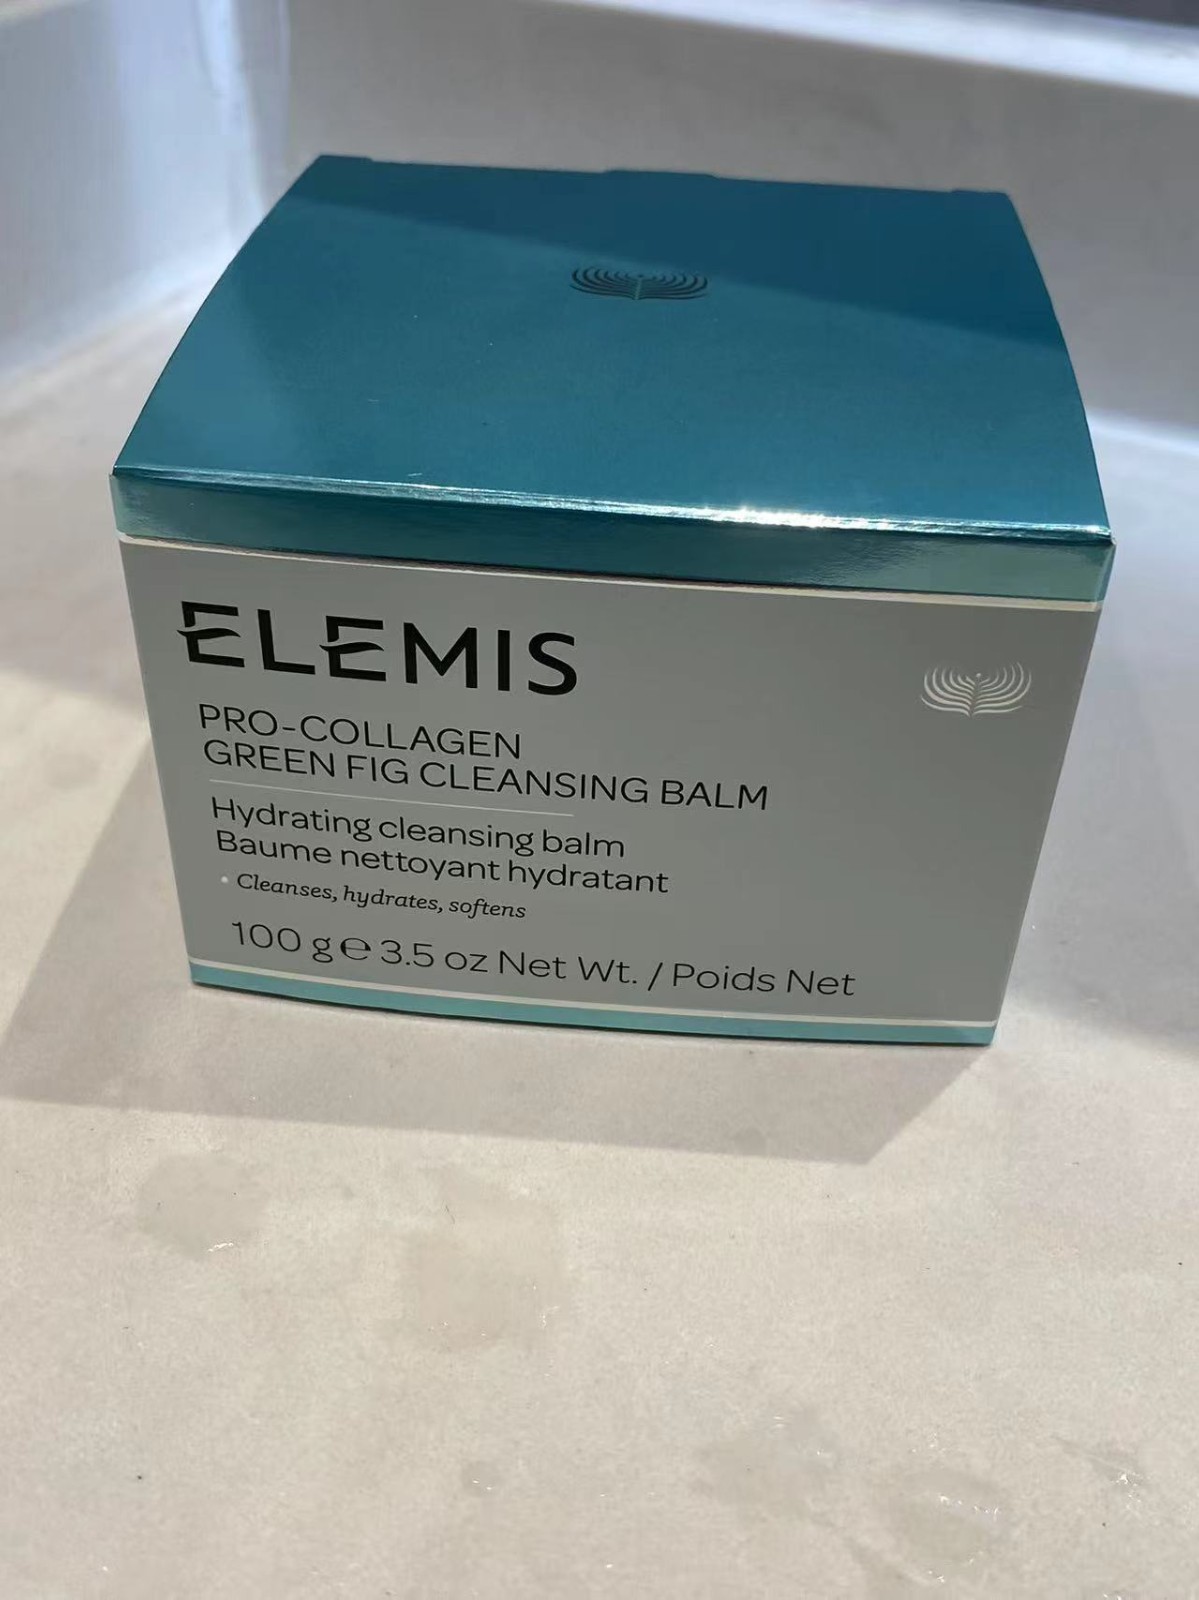 ELEMIS
PRO-COLLAGEN
GREEN FIG CLEANSING BALM
Hydrating cleansing balm
Baume nettoyant hydratant
• Cleanses, hydrates, softens
100 g ℮ 3.5 oz Net Wt. / Poids Net